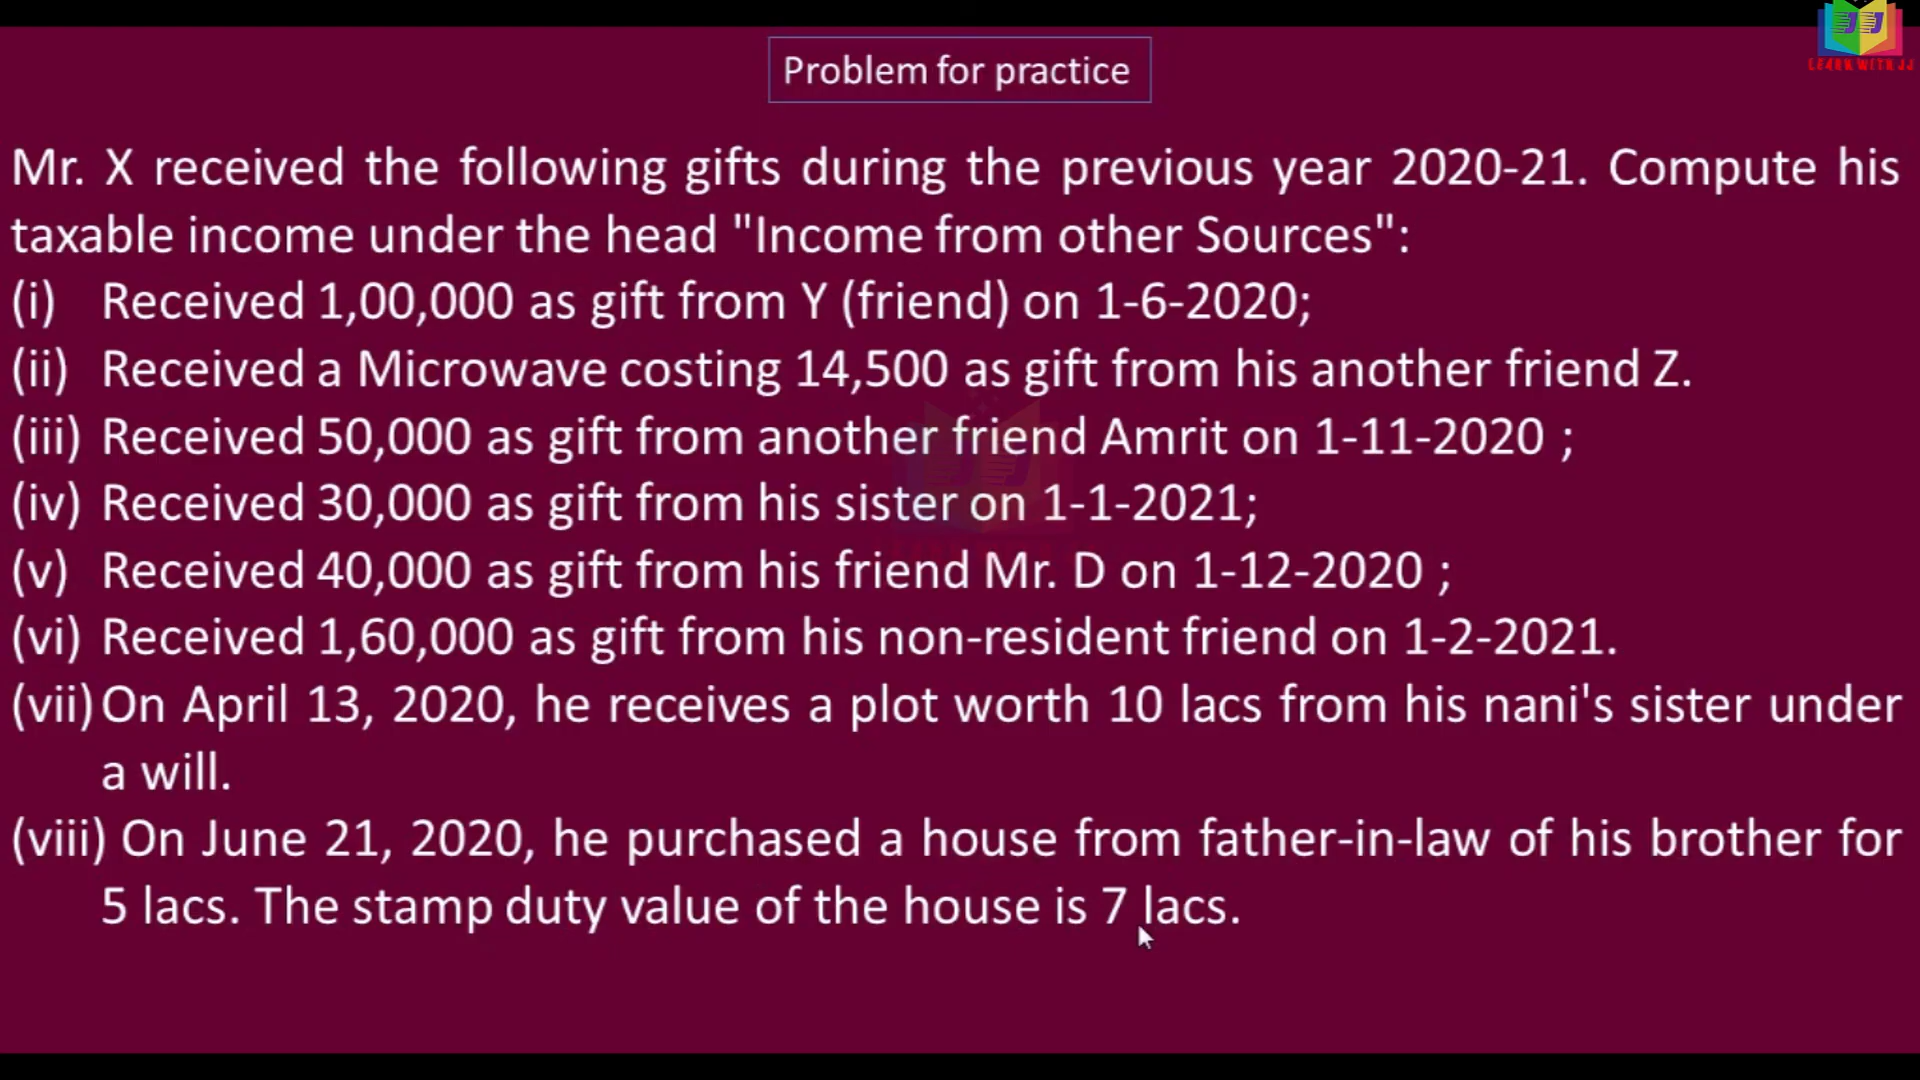 LEARN WITH JJ
Problem for practice
Mr. X received the following gifts during the previous year 2020-21. Compute his
taxable income under the head "Income from other Sources":
(i) Received 1,00,000 as gift from Y (friend) on 1-6-2020;
(ii) Received a Microwave costing 14,500 as gift from his another friend Z.
(iii) Received 50,000 as gift from another friend Amrit on 1-11-2020 ;
(iv) Received 30,000 as gift from his sister on 1-1-2021;
(v) Received 40,000 as gift from his friend Mr. D on 1-12-2020 ;
(vi) Received 1,60,000 as gift from his non-resident friend on 1-2-2021.
(vii) On April 13, 2020, he receives a plot worth 10 lacs from his nani's sister under
a will.
(viii) On June 21, 2020, he purchased a house from father-in-law of his brother for
5 lacs. The stamp duty value of the house is 7 lacs.